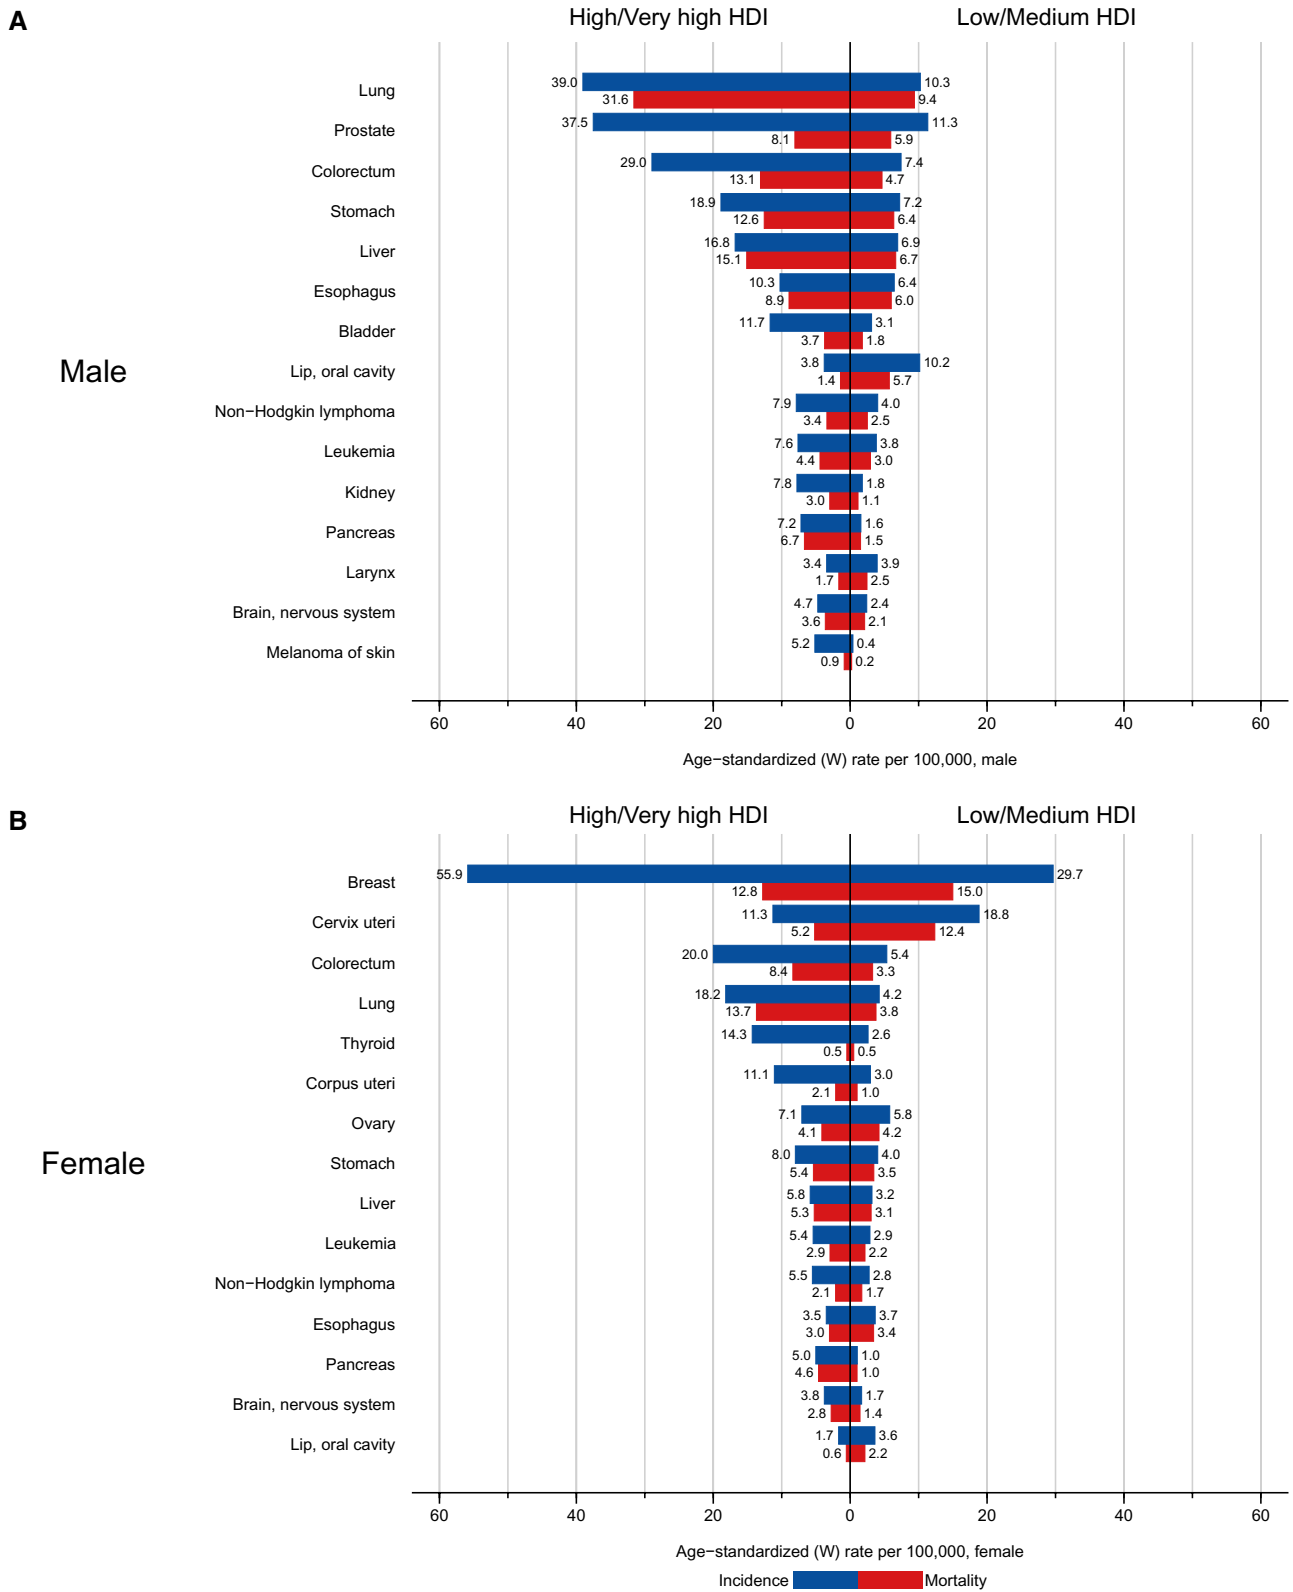 A
High/Very high HDI Low/Medium HDI
Male
Lung 39.0 10.3
31.6 9.4
Prostate 37.5 11.3
8.1 5.9
Colorectum 29.0 7.4
13.1 4.7
Stomach 18.9 7.2
12.6 6.4
Liver 16.8 6.9
15.1 6.7
Esophagus 10.3 6.4
8.9 6.0
Bladder 11.7 3.1
3.7 1.8
Lip, oral cavity 3.8 10.2
1.4 5.7
Non−Hodgkin lymphoma 7.9 4.0
3.4 2.5
Leukemia 7.6 3.8
4.4 3.0
Kidney 7.8 1.8
3.0 1.1
Pancreas 7.2 1.6
6.7 1.5
Larynx 3.4 3.9
1.7 2.5
Brain, nervous system 4.7 2.4
3.6 2.1
Melanoma of skin 5.2 0.4
0.9 0.2
60 40 20 0 20 40 60
Age−standardized (W) rate per 100,000, male
B
High/Very high HDI Low/Medium HDI
Female
Breast 55.9 29.7
12.8 15.0
Cervix uteri 11.3 18.8
5.2 12.4
Colorectum 20.0 5.4
8.4 3.3
Lung 18.2 4.2
13.7 3.8
Thyroid 14.3 2.6
0.5 0.5
Corpus uteri 11.1 3.0
2.1 1.0
Ovary 7.1 5.8
4.1 4.2
Stomach 8.0 4.0
5.4 3.5
Liver 5.8 3.2
5.3 3.1
Leukemia 5.4 2.9
2.9 2.2
Non−Hodgkin lymphoma 5.5 2.8
2.1 1.7
Esophagus 3.5 3.7
3.0 3.4
Pancreas 5.0 1.0
4.6 1.0
Brain, nervous system 3.8 1.7
2.8 1.4
Lip, oral cavity 1.7 3.6
0.6 2.2
60 40 20 0 20 40 60
Age−standardized (W) rate per 100,000, female
Incidence Mortality